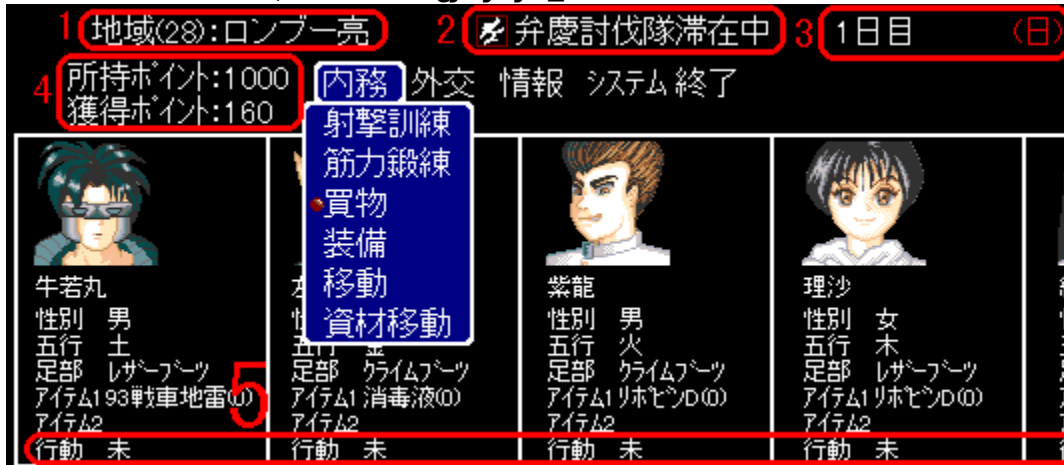 1 地域(28):ロンブー亮 2 弁慶討伐隊滞在中 3 1日目 (日)
4 所持ポイント:1000 内務 外交 情報 システム 終了
獲得ポイント:160
射撃訓練
筋力鍛練
買物
装備
移動
資材移動
牛若丸
性別 男
五行 土
足部 レザーブーツ
アイテム1 93戦車地雷(0)
アイテム2
行動 未
五行 金
足部 クライムブーツ
アイテム1 消毒液(0)
アイテム2
行動 未
紫龍
性別 男
五行 火
足部 クライムブーツ
アイテム1 リホビンD(0)
アイテム2
行動 未
理沙
性別 女
五行 木
足部 レザーブーツ
アイテム1 リホビンD(0)
アイテム2
行動 未
5